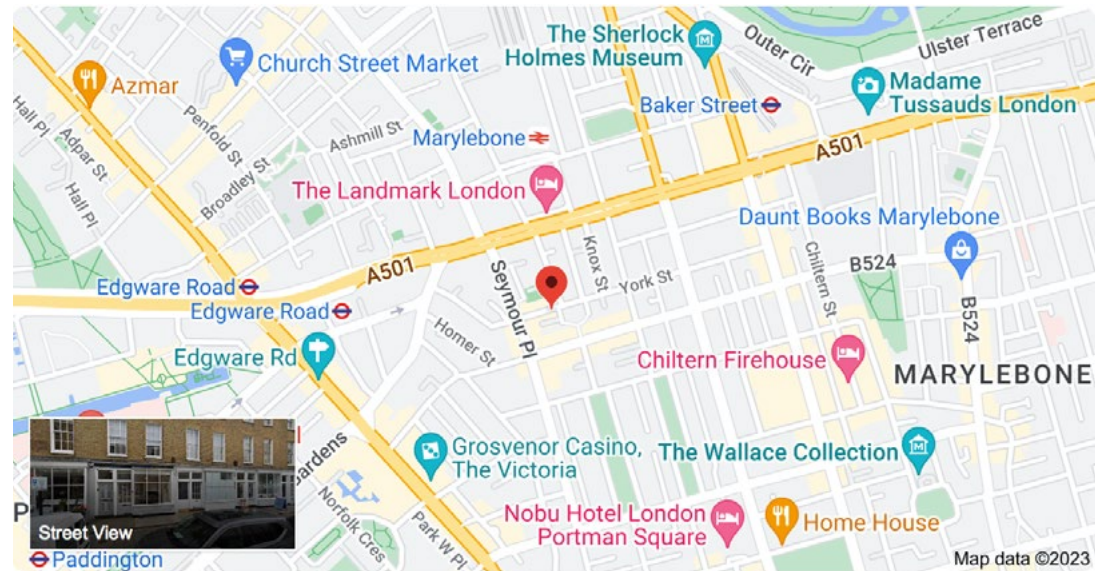 The Sherlock
Holmes Museum
Outer Cir
Ulster Terrace
Azmar
Church Street Market
Hall Pl
Adpar St
Penfold St
Ashmill St
Marylebone
Baker Street
Madame
Tussauds London
A501
Broadley St
Hall Pl
The Landmark London
Knox St
Daunt Books Marylebone
Chiltern St
B524
A501
Seymour Pl
York St
Edgware Road
Edgware Road
Homer St
B524
Edgware Rd
Chiltern Firehouse
MARYLEBONE
Grosvenor Casino,
The Victoria
The Wallace Collection
ardens
Norfolk Cres
Park W Pl
Nobu Hotel London
Portman Square
Home House
P
Street View
Paddington
Map data ©2023